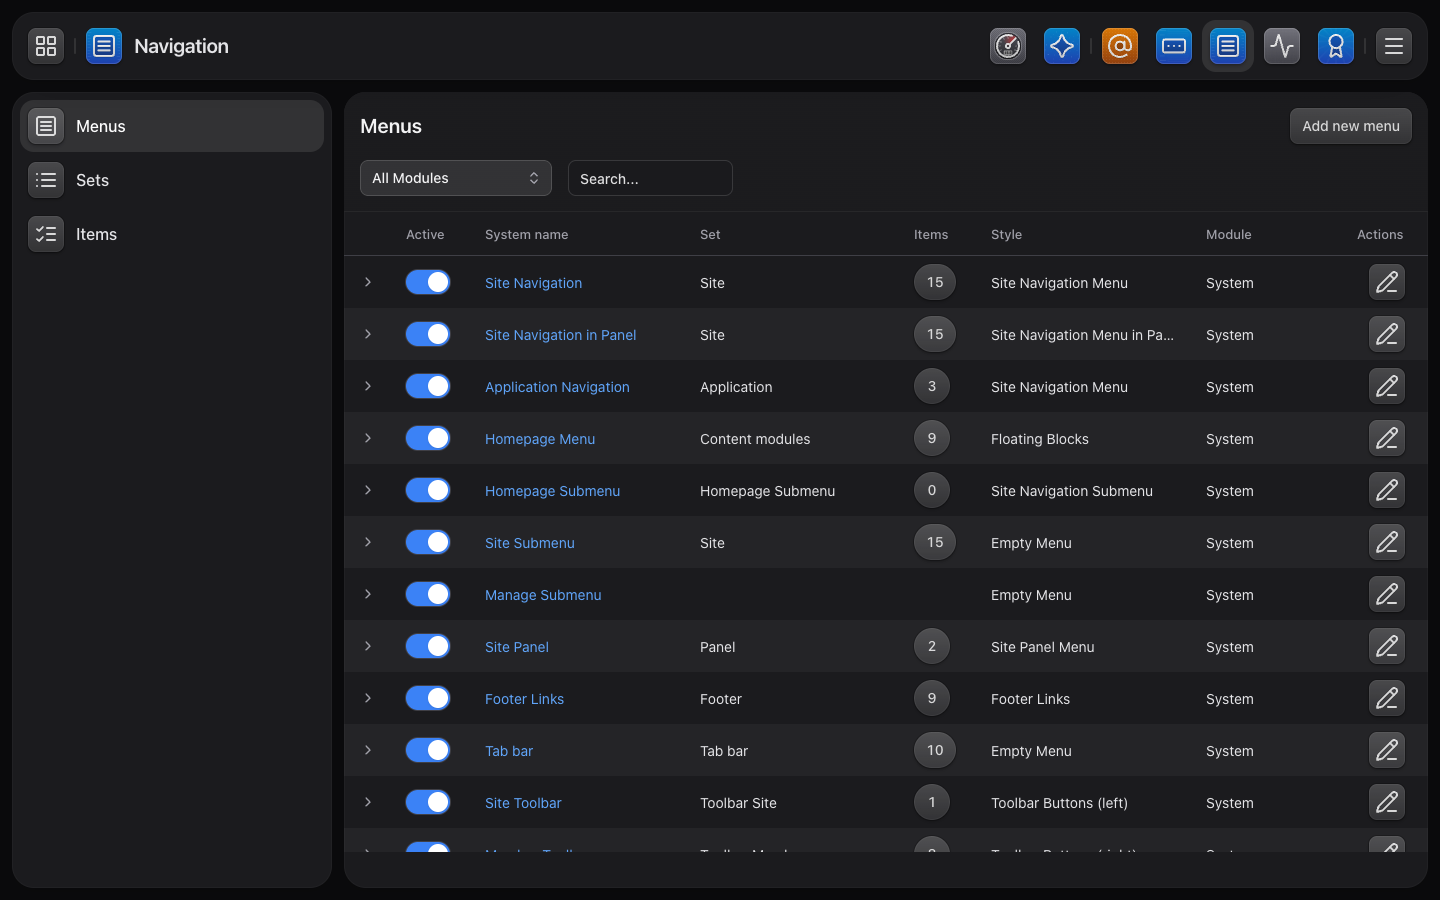 Navigation
Menus
Sets
Items
Menus
Add new menu
All Modules
Search...
Active System name Set Items Style Module Actions
Site Navigation Site 15 Site Navigation Menu System
Site Navigation in Panel Site 15 Site Navigation Menu in Pa... System
Application Navigation Application 3 Site Navigation Menu System
Homepage Menu Content modules 9 Floating Blocks System
Homepage Submenu Homepage Submenu 0 Site Navigation Submenu System
Site Submenu Site 15 Empty Menu System
Manage Submenu Empty Menu System
Site Panel Panel 2 Site Panel Menu System
Footer Links Footer 9 Footer Links System
Tab bar Tab bar 10 Empty Menu System
Site Toolbar Toolbar Site 1 Toolbar Buttons (left) System